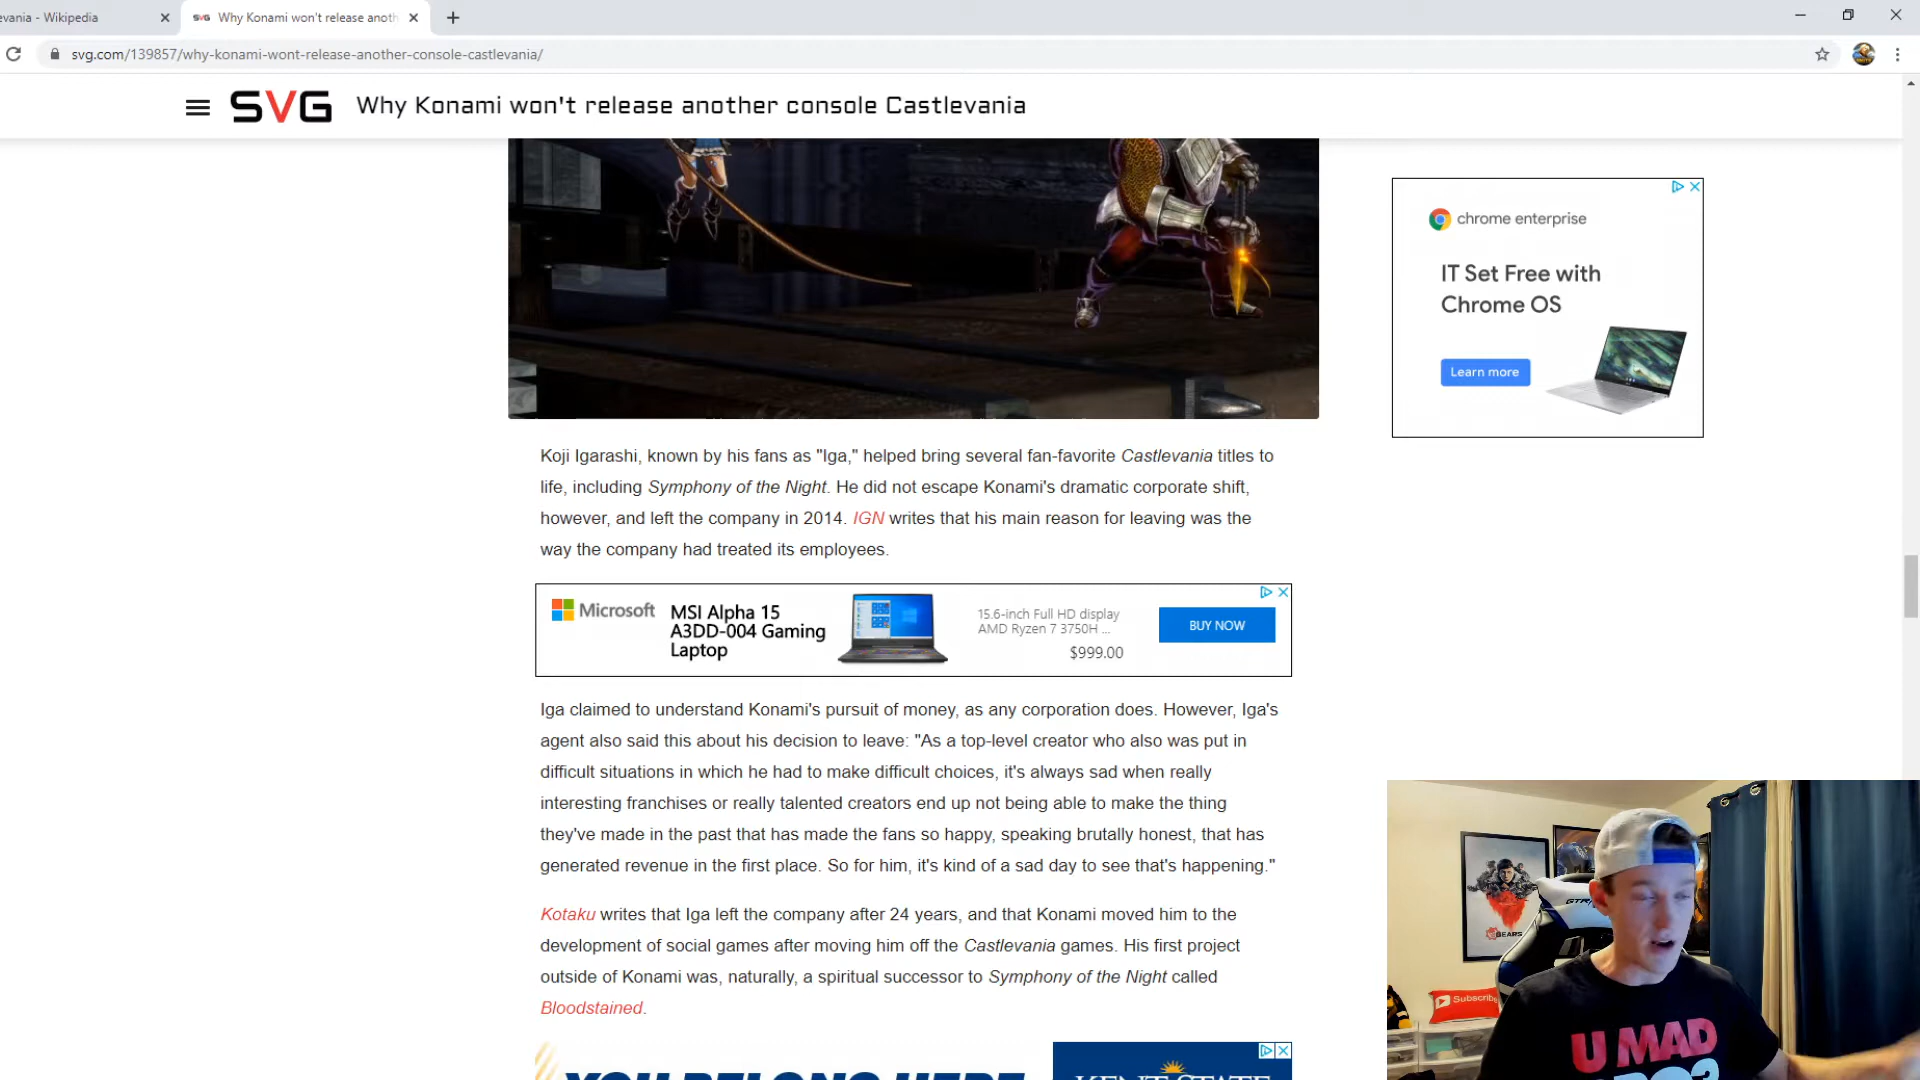 evania - Wikipedia
SVG Why Konami won't release anoth
svg.com/139857/why-konami-wont-release-another-console-castlevania/
SVG Why Konami won't release another console Castlevania
chrome enterprise
IT Set Free with
Chrome OS
Learn more
Koji Igarashi, known by his fans as "Iga," helped bring several fan-favorite Castlevania titles to
life, including Symphony of the Night. He did not escape Konami's dramatic corporate shift,
however, and left the company in 2014. IGN writes that his main reason for leaving was the
way the company had treated its employees.
Microsoft
MSI Alpha 15
A3DD-004 Gaming
Laptop
15.6-inch Full HD display
AMD Ryzen 7 3750H ...
$999.00
BUY NOW
Iga claimed to understand Konami's pursuit of money, as any corporation does. However, Iga's
agent also said this about his decision to leave: "As a top-level creator who also was put in
difficult situations in which he had to make difficult choices, it's always sad when really
interesting franchises or really talented creators end up not being able to make the thing
they've made in the past that has made the fans so happy, speaking brutally honest, that has
generated revenue in the first place. So for him, it's kind of a sad day to see that's happening."
Kotaku writes that Iga left the company after 24 years, and that Konami moved him to the
development of social games after moving him off the Castlevania games. His first project
outside of Konami was, naturally, a spiritual successor to Symphony of the Night called
Bloodstained.
YOU BELONG HERE
KENT STATE
GEARS
GTR
Subscribe
U MAD
BRO?